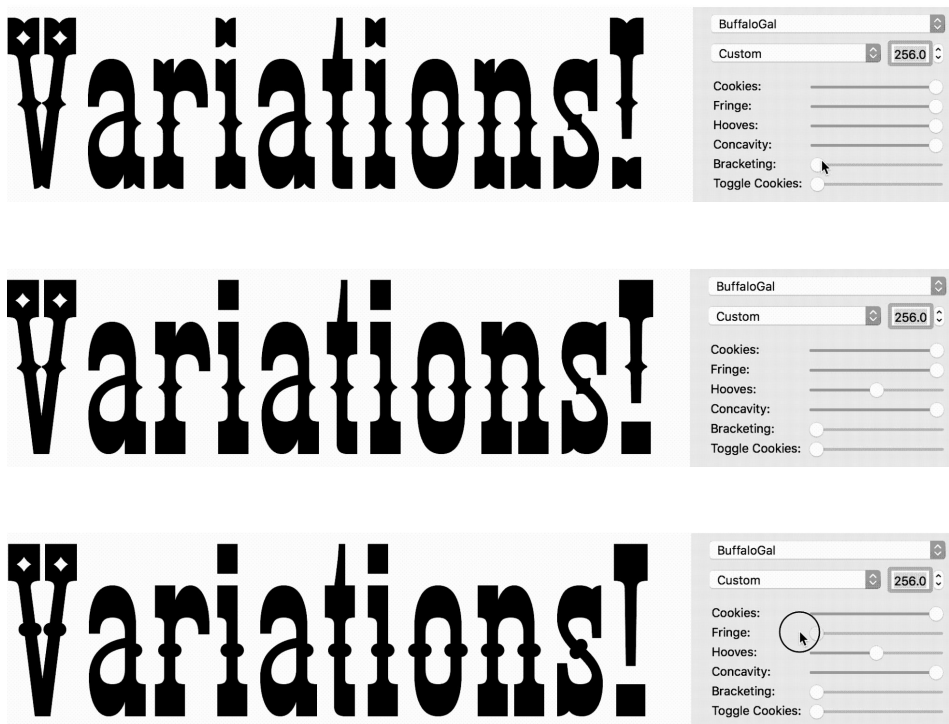 Variations!
BuffaloGal
Custom 256.0
Cookies:
Fringe:
Hooves:
Concavity:
Bracketing:
Toggle Cookies:
Variations!
BuffaloGal
Custom 256.0
Cookies:
Fringe:
Hooves:
Concavity:
Bracketing:
Toggle Cookies:
Variations!
BuffaloGal
Custom 256.0
Cookies:
Fringe:
Hooves:
Concavity:
Bracketing:
Toggle Cookies: